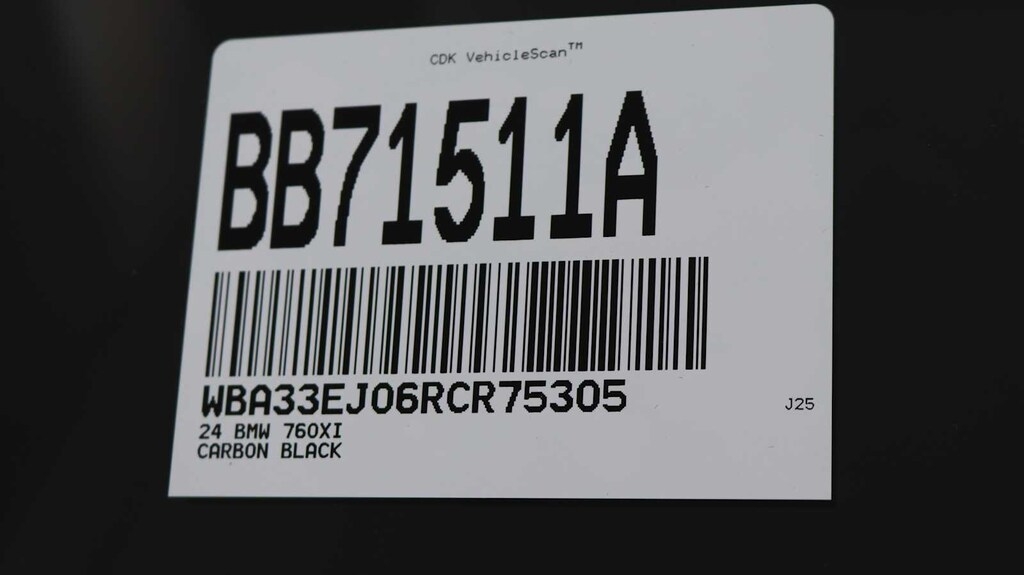 CDK VehicleScan™
BB71511A
WBA33EJ06RCR75305
J25
24 BMW 760XI
CARBON BLACK